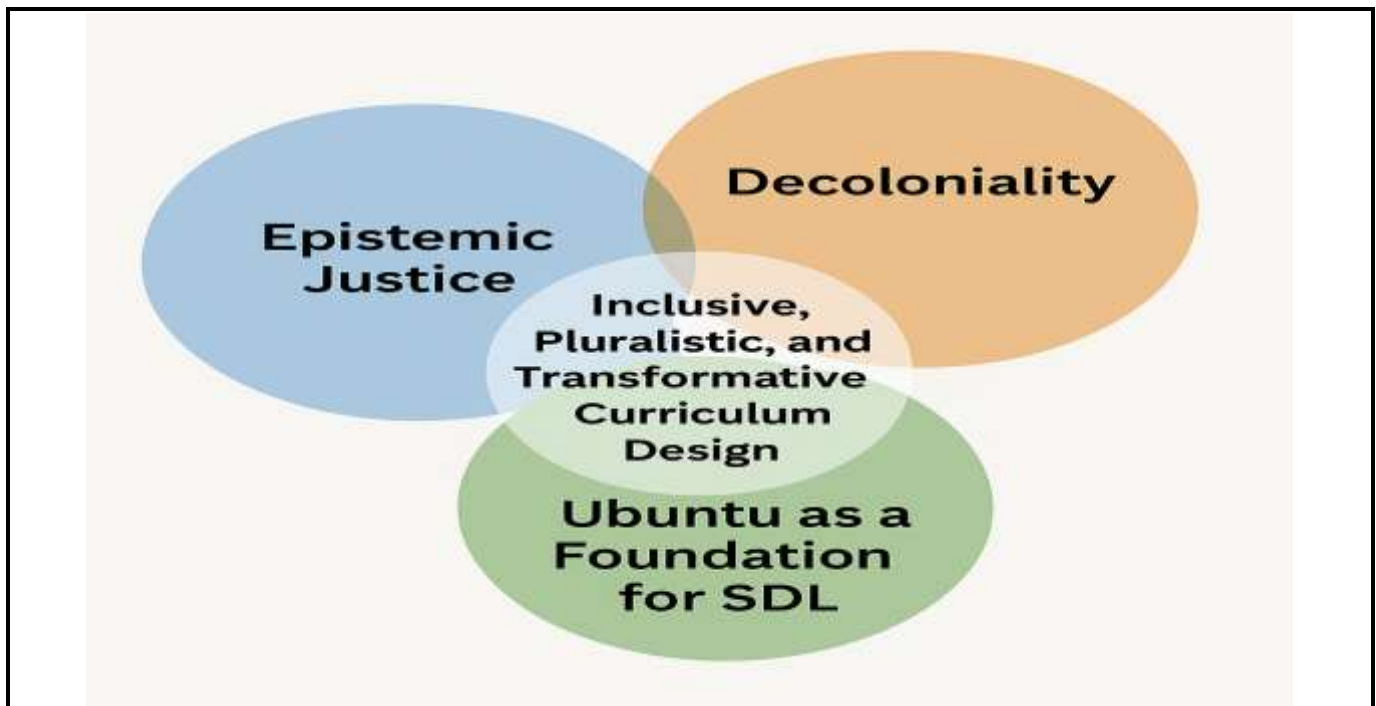 Decoloniality
Epistemic
Justice
Inclusive,
Pluralistic, and
Transformative
Curriculum
Design
Ubuntu as a
Foundation
for SDL